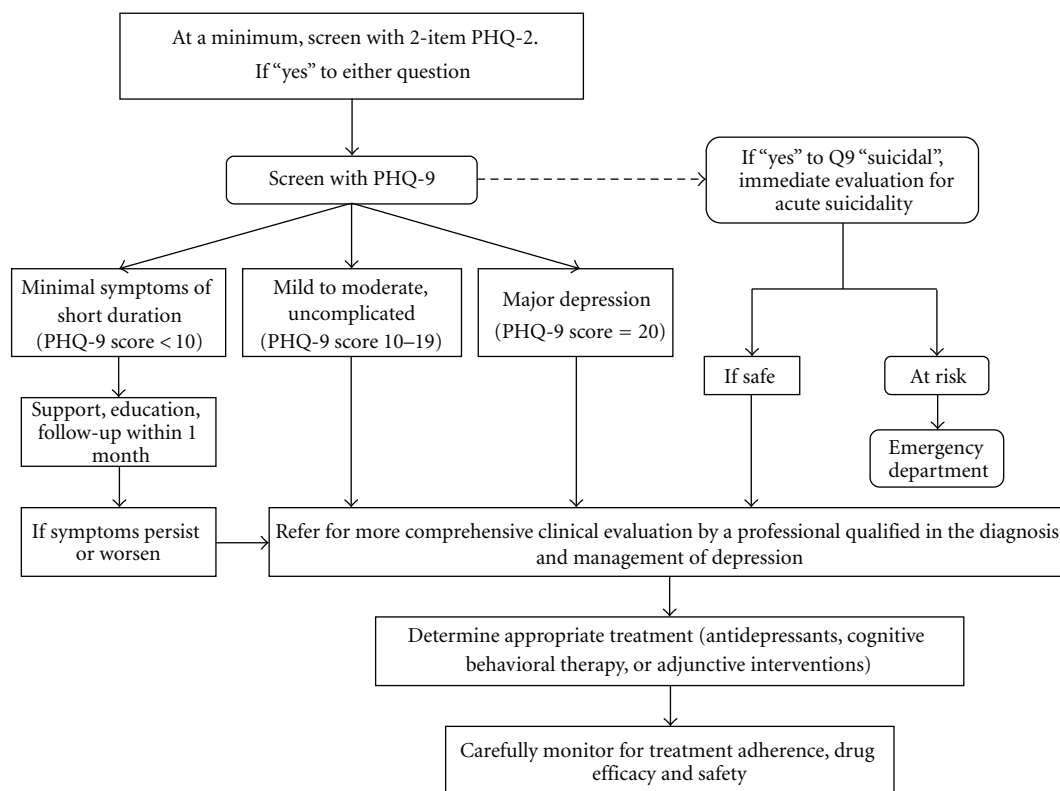 At a minimum, screen with 2-item PHQ-2.
If “yes” to either question
Screen with PHQ-9
If “yes” to Q9 “suicidal”,
immediate evaluation for
acute suicidality
Minimal symptoms of
short duration
(PHQ-9 score < 10)
Mild to moderate,
uncomplicated
(PHQ-9 score 10–19)
Major depression
(PHQ-9 score = 20)
If safe
At risk
Support, education,
follow-up within 1
month
Emergency
department
If symptoms persist
or worsen
Refer for more comprehensive clinical evaluation by a professional qualified in the diagnosis
and management of depression
Determine appropriate treatment (antidepressants, cognitive
behavioral therapy, or adjunctive interventions)
Carefully monitor for treatment adherence, drug
efficacy and safety